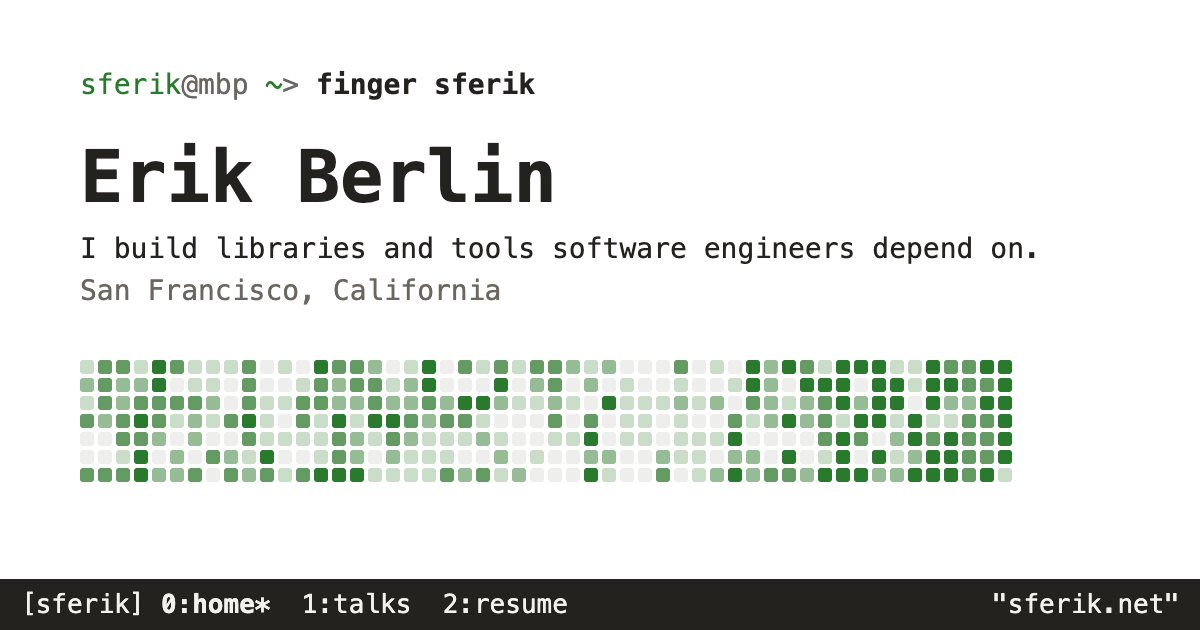 sferik@mbp ~> finger sferik
Erik Berlin
I build libraries and tools software engineers depend on.
San Francisco, California
[sferik] 0:home* 1:talks 2:resume "sferik.net"